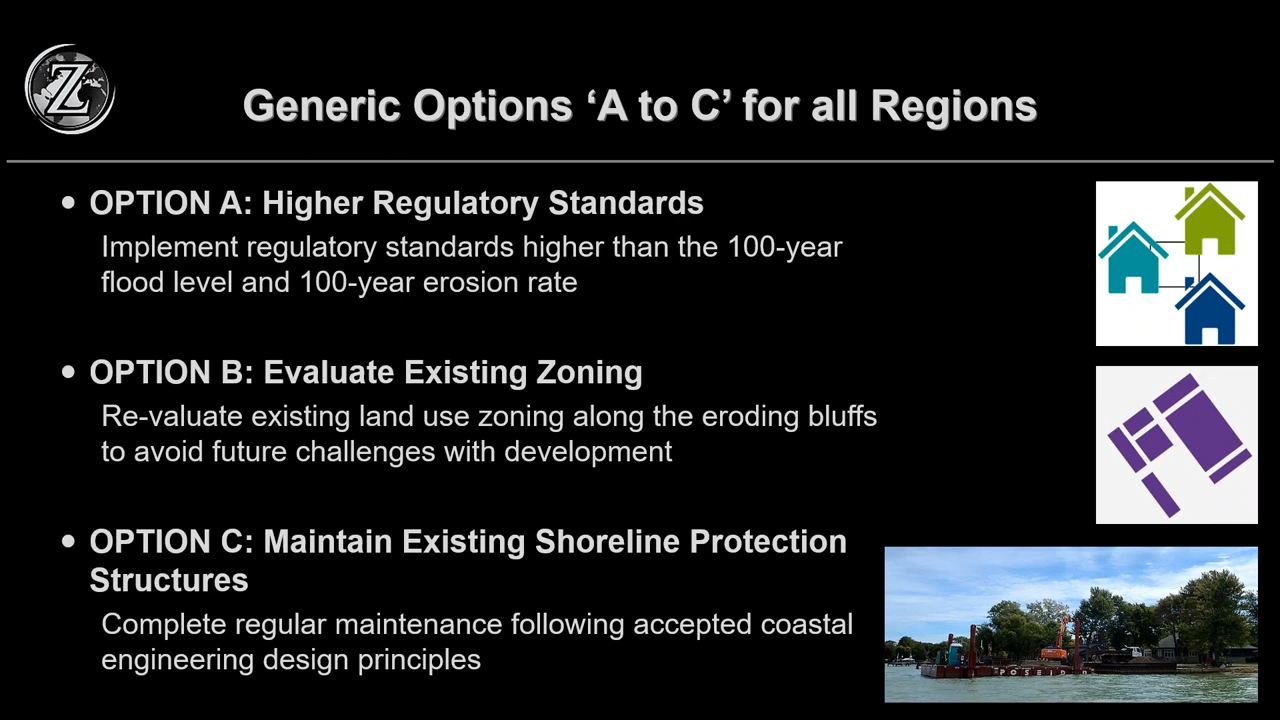 Z
Generic Options ‘A to C’ for all Regions
• OPTION A: Higher Regulatory Standards
Implement regulatory standards higher than the 100-year
flood level and 100-year erosion rate
• OPTION B: Evaluate Existing Zoning
Re-valuate existing land use zoning along the eroding bluffs
to avoid future challenges with development
• OPTION C: Maintain Existing Shoreline Protection
Structures
Complete regular maintenance following accepted coastal
engineering design principles
POSEIDON